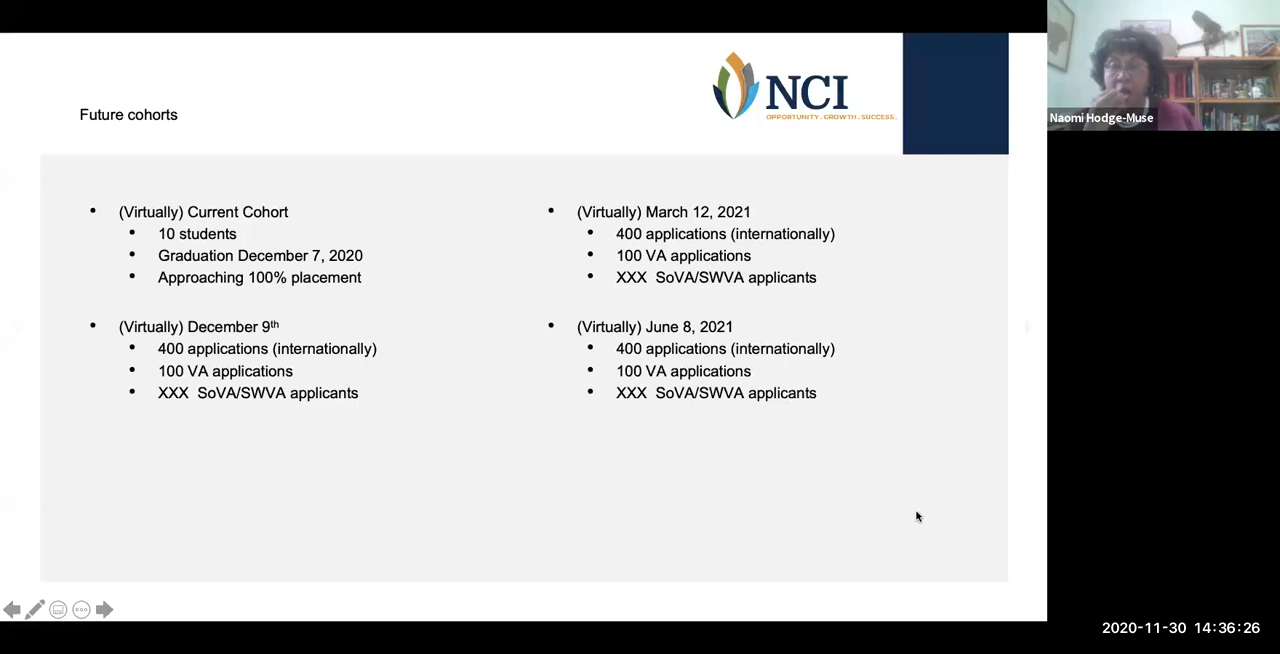 Future cohorts
NCI
OPPORTUNITY . GROWTH . SUCCESS.
Naomi Hodge-Muse
• (Virtually) Current Cohort
• 10 students
• Graduation December 7, 2020
• Approaching 100% placement
• (Virtually) December 9th
• 400 applications (internationally)
• 100 VA applications
• XXX SoVA/SWVA applicants
• (Virtually) March 12, 2021
• 400 applications (internationally)
• 100 VA applications
• XXX SoVA/SWVA applicants
• (Virtually) June 8, 2021
• 400 applications (internationally)
• 100 VA applications
• XXX SoVA/SWVA applicants
2020-11-30 14:36:26